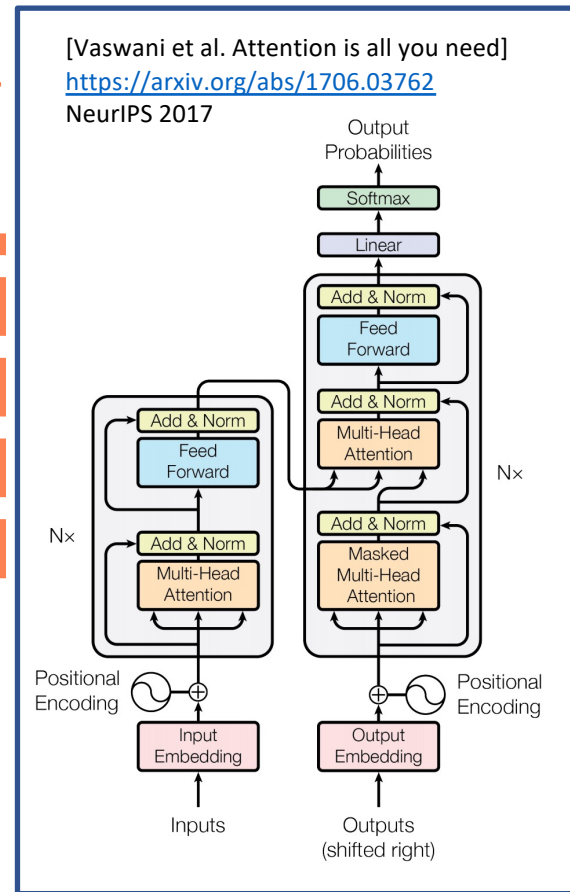 [Vaswani et al. Attention is all you need]
https://arxiv.org/abs/1706.03762
NeurIPS 2017
Output
Probabilities
Softmax
Linear
Add & Norm
Feed
Forward
Add & Norm
Multi-Head
Attention
Nx
Add & Norm
Masked
Multi-Head
Attention
Add & Norm
Feed
Forward
Nx
Add & Norm
Multi-Head
Attention
Positional
Encoding
Positional
Encoding
Input
Embedding
Output
Embedding
Inputs
Outputs
(shifted right)